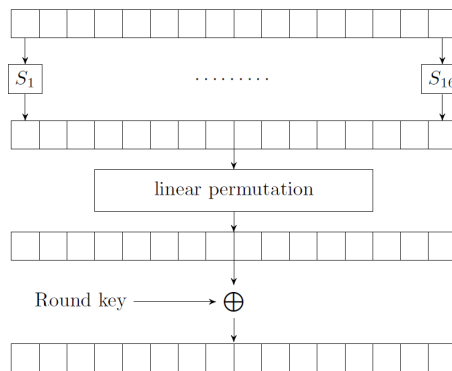 S₁ ......... S₁₆
linear permutation
Round key ⊕